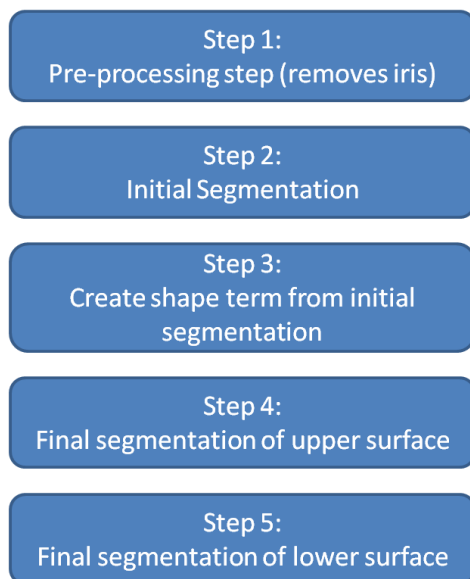 Step 1:
Pre-processing step (removes iris)
Step 2:
Initial Segmentation
Step 3:
Create shape term from initial
segmentation
Step 4:
Final segmentation of upper surface
Step 5:
Final segmentation of lower surface